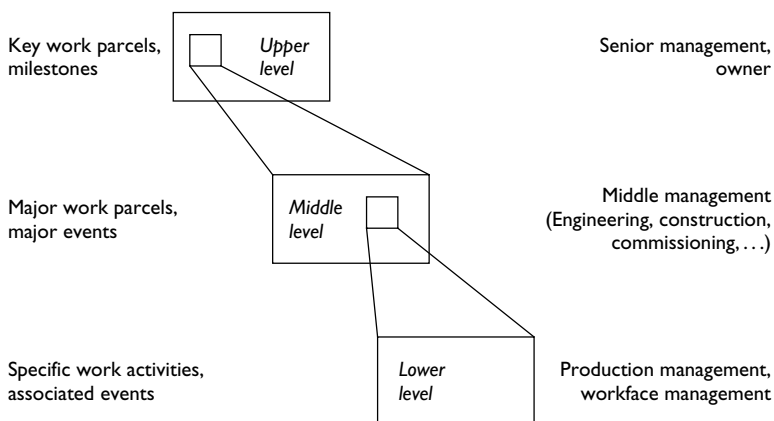 Key work parcels,
milestones
Upper
level
Senior management,
owner
Major work parcels,
major events
Middle
level
Middle management
(Engineering, construction,
commissioning, . . .)
Specific work activities,
associated events
Lower
level
Production management,
workface management